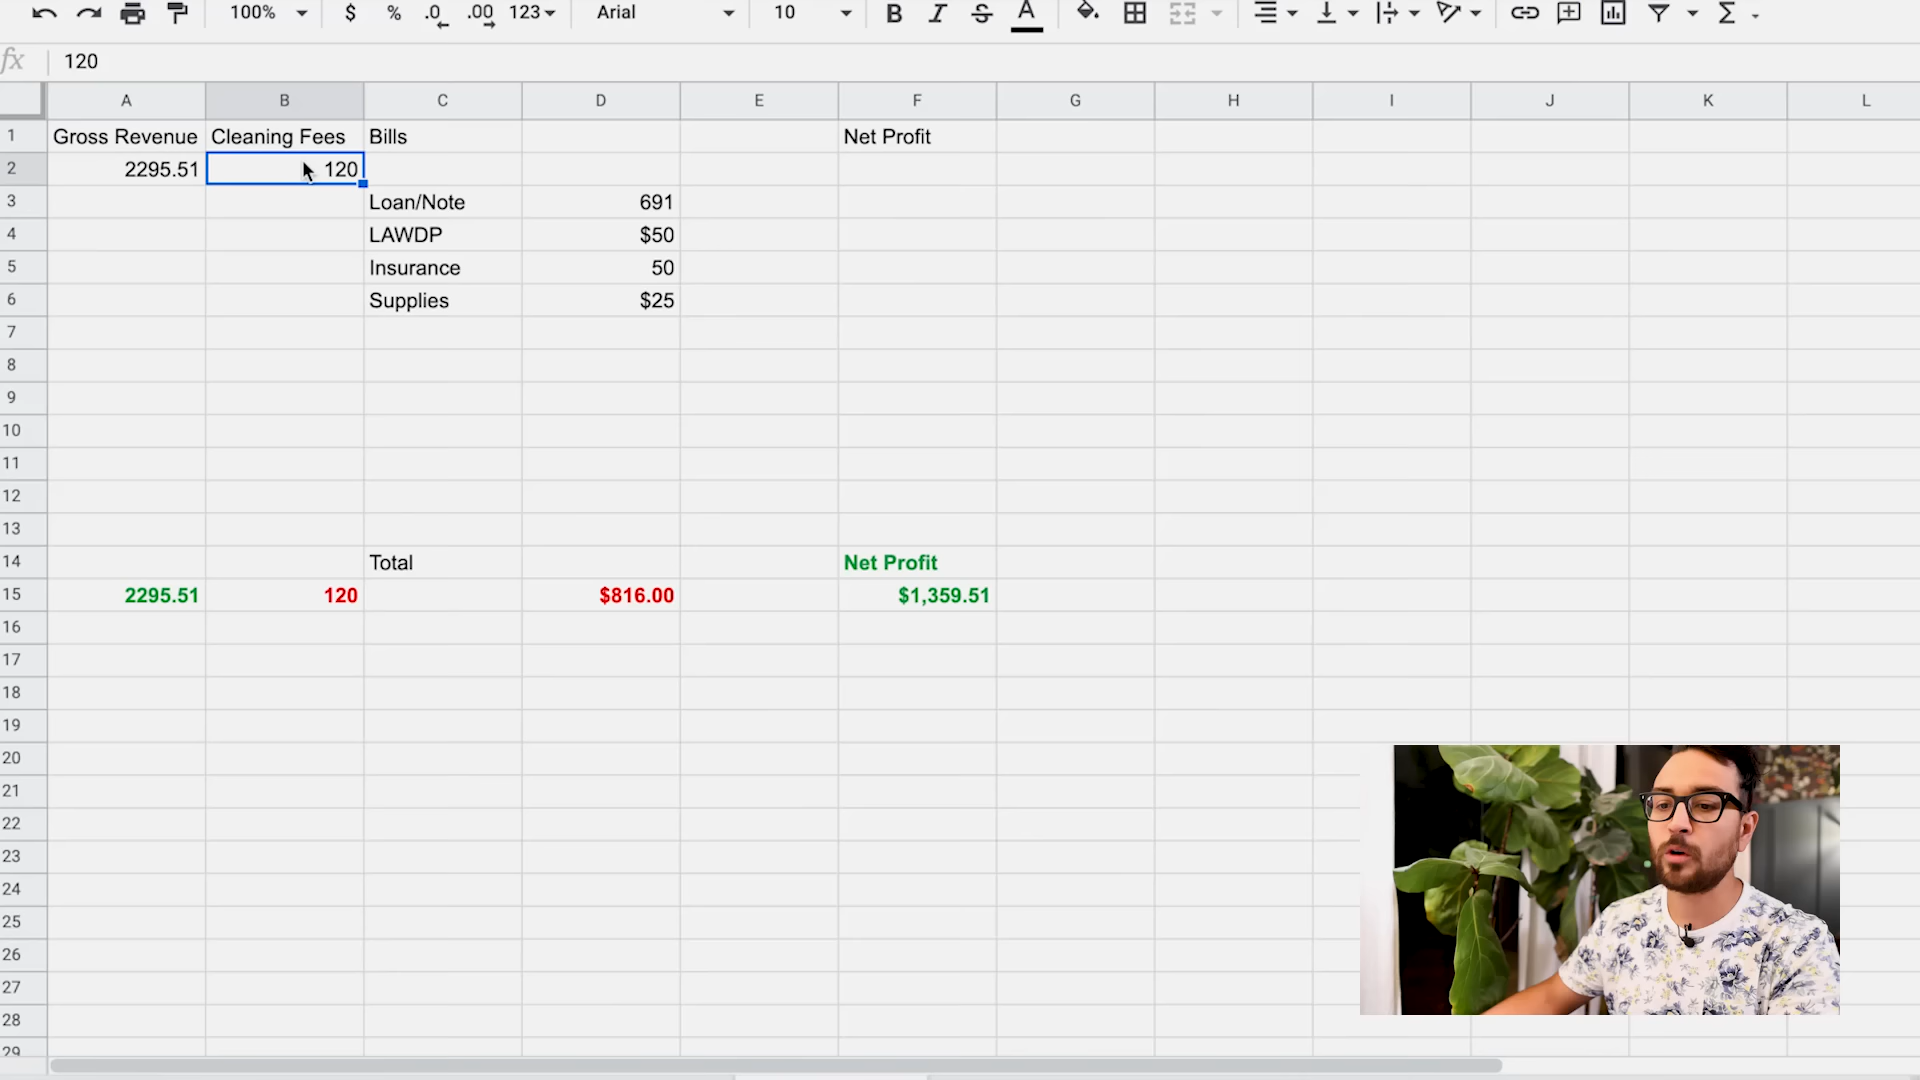 100% $ % .0 .00 123 Arial 10 B I S A Σ
fx 120
A B C D E F G H I J K L
1 Gross Revenue Cleaning Fees Bills Net Profit
2 2295.51 120
3 Loan/Note 691
4 LAWDP $50
5 Insurance 50
6 Supplies $25
7
8
9
10
11
12
13
14 Total Net Profit
15 2295.51 120 $816.00 $1,359.51
16
17
18
19
20
21
22
23
24
25
26
27
28
29